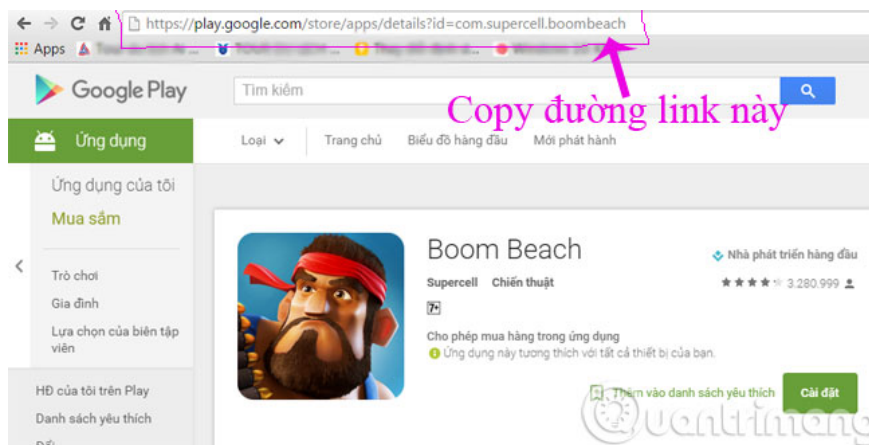 https://play.google.com/store/apps/details?id=com.supercell.boombeach
Apps
Google Play
Tìm kiếm
Copy đường link này
Ứng dụng
Loại
Trang chủ
Biểu đồ hàng đầu
Mới phát hành
Ứng dụng của tôi
Mua sắm
Trò chơi
Gia đình
Lựa chọn của biên tập
viên
HĐ của tôi trên Play
Danh sách yêu thích
Đổi
Boom Beach
Nhà phát triển hàng đầu
Supercell Chiến thuật
3.280.999
7+
Cho phép mua hàng trong ứng dụng
Ứng dụng này tương thích với tất cả thiết bị của bạn.
Thêm vào danh sách yêu thích
Cài đặt
Quantrimang